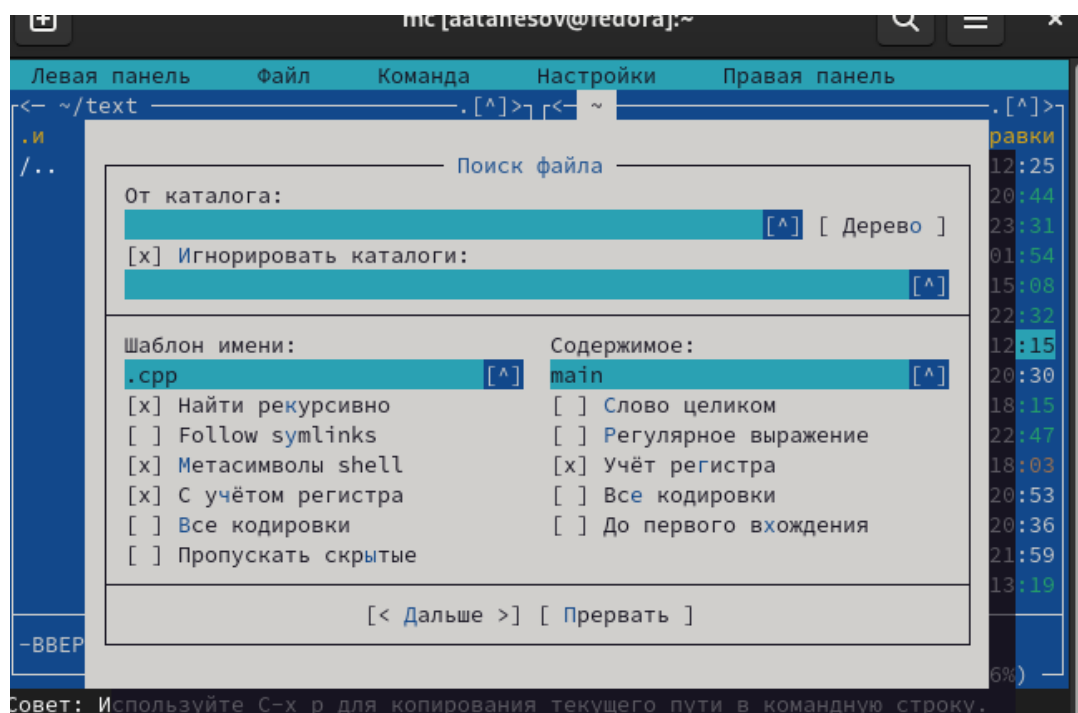 mc [aatanesov@fedora]:~
Левая панель Файл Команда Настройки Правая панель
<— ~/text .[^]> <— ~ .[^]>
.и равки
/.. 12:25
Поиск файла
От каталога: 20:44
[^] [ Дерево ] 23:31
[x] Игнорировать каталоги: 01:54
[^] 15:08
22:32
Шаблон имени: Содержимое: 12:15
.cpp [^] main [^] 20:30
[x] Найти рекурсивно [ ] Слово целиком 18:15
[ ] Follow symlinks [ ] Регулярное выражение 22:47
[x] Метасимволы shell [x] Учёт регистра 18:03
[x] С учётом регистра [ ] Все кодировки 20:53
[ ] Все кодировки [ ] До первого вхождения 20:36
[ ] Пропускать скрытые 21:59
13:19
[< Дальше >] [ Прервать ]
-ВВЕР
6%)
Совет: Используйте C-x p для копирования текущего пути в командную строку.